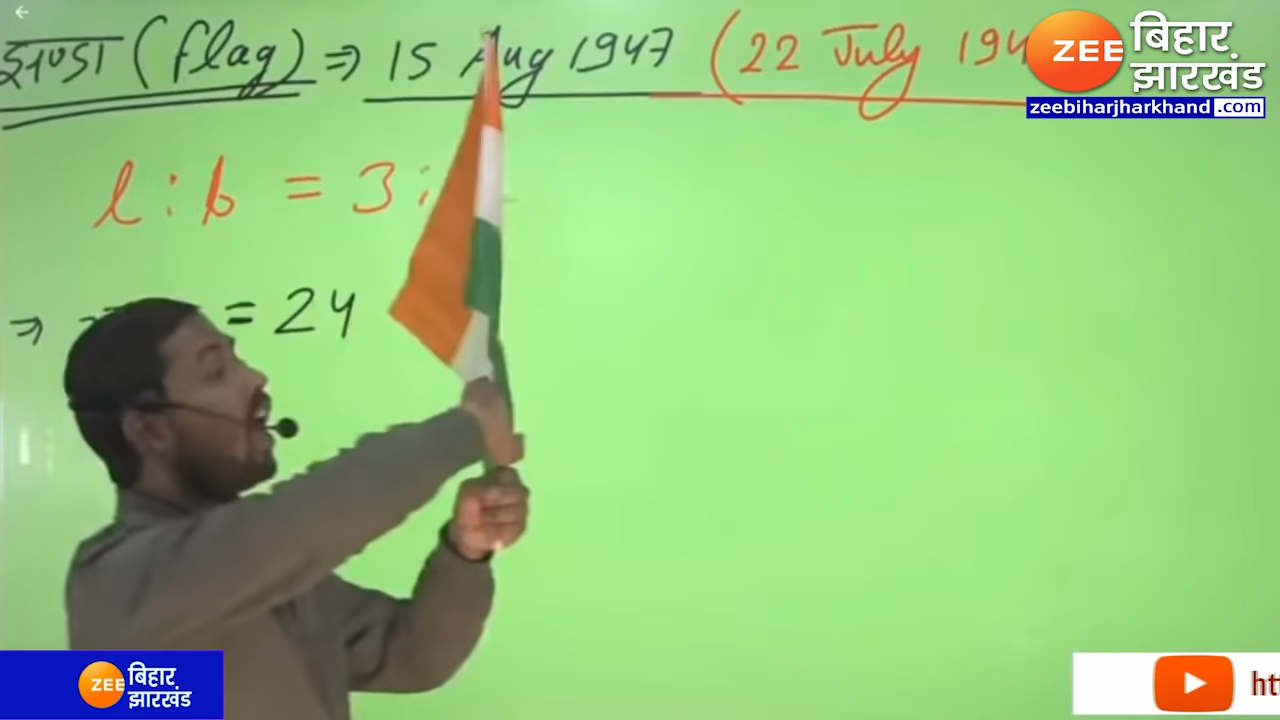 झण्डा (flag) ⇒ 15 Aug 1947 (22 July 194
l : b = 3 :
⇒ = 24
ZEE बिहार झारखंड
zeebiharjharkhand.com
ZEE बिहार झारखंड
htt